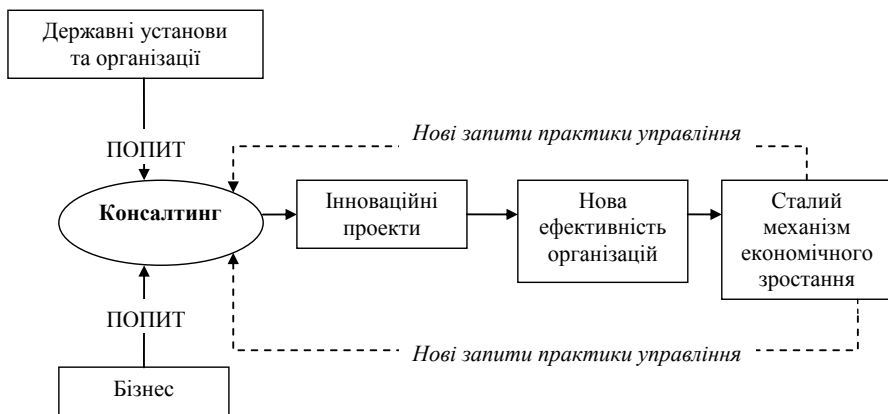 Державні установи
та організації
ПОПИТ
Нові запити практики управління
Консалтинг
Інноваційні
проекти
Нова
ефективність
організацій
Сталий
механізм
економічного
зростання
ПОПИТ
Нові запити практики управління
Бізнес